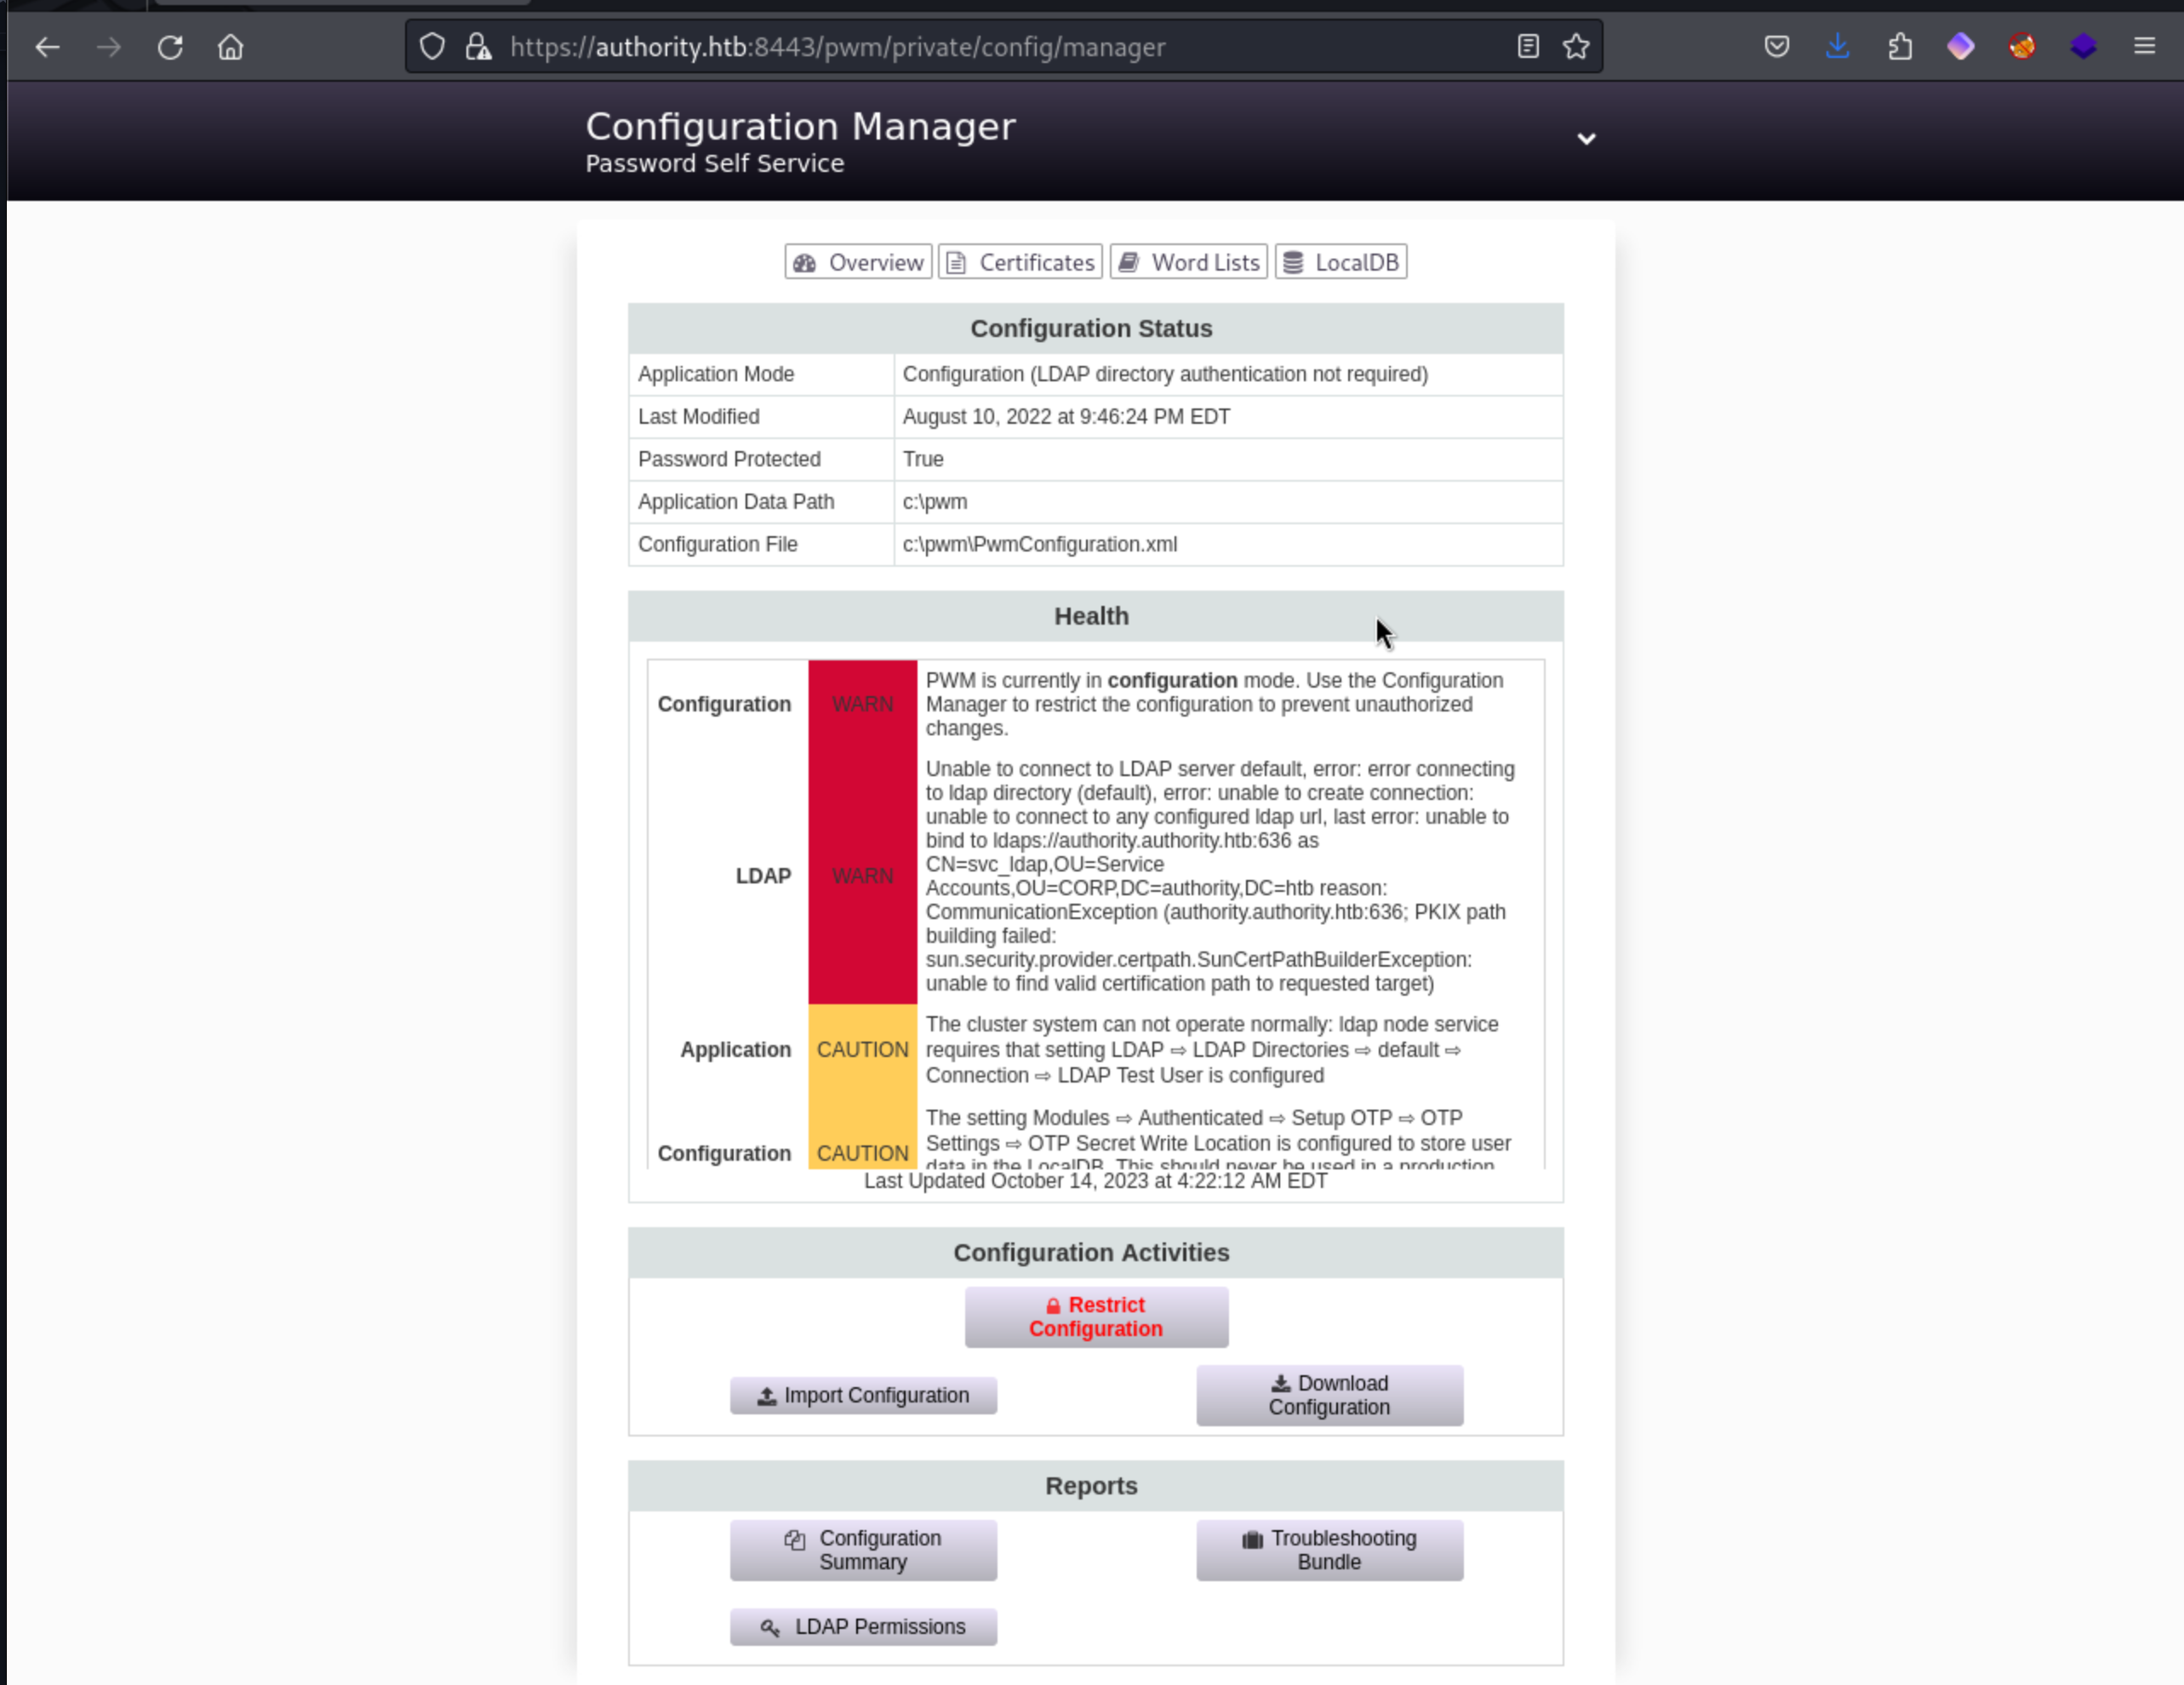 https://authority.htb:8443/pwm/private/config/manager
Configuration Manager
Password Self Service
Overview Certificates Word Lists LocalDB
Configuration Status
Application Mode Configuration (LDAP directory authentication not required)
Last Modified August 10, 2022 at 9:46:24 PM EDT
Password Protected True
Application Data Path c:\pwm
Configuration File c:\pwm\PwmConfiguration.xml
Health
Configuration WARN
PWM is currently in configuration mode. Use the Configuration
Manager to restrict the configuration to prevent unauthorized
changes.
LDAP WARN
Unable to connect to LDAP server default, error: error connecting
to ldap directory (default), error: unable to create connection:
unable to connect to any configured ldap url, last error: unable to
bind to ldaps://authority.authority.htb:636 as
CN=svc_ldap,OU=Service
Accounts,OU=CORP,DC=authority,DC=htb reason:
CommunicationException (authority.authority.htb:636; PKIX path
building failed:
sun.security.provider.certpath.SunCertPathBuilderException:
unable to find valid certification path to requested target)
Application CAUTION
The cluster system can not operate normally: ldap node service
requires that setting LDAP ⇨ LDAP Directories ⇨ default ⇨
Connection ⇨ LDAP Test User is configured
Configuration CAUTION
The setting Modules ⇨ Authenticated ⇨ Setup OTP ⇨ OTP
Settings ⇨ OTP Secret Write Location is configured to store user
data in the LocalDB. This should never be used in a production
Last Updated October 14, 2023 at 4:22:12 AM EDT
Configuration Activities
Restrict
Configuration
Import Configuration
Download
Configuration
Reports
Configuration
Summary
Troubleshooting
Bundle
LDAP Permissions